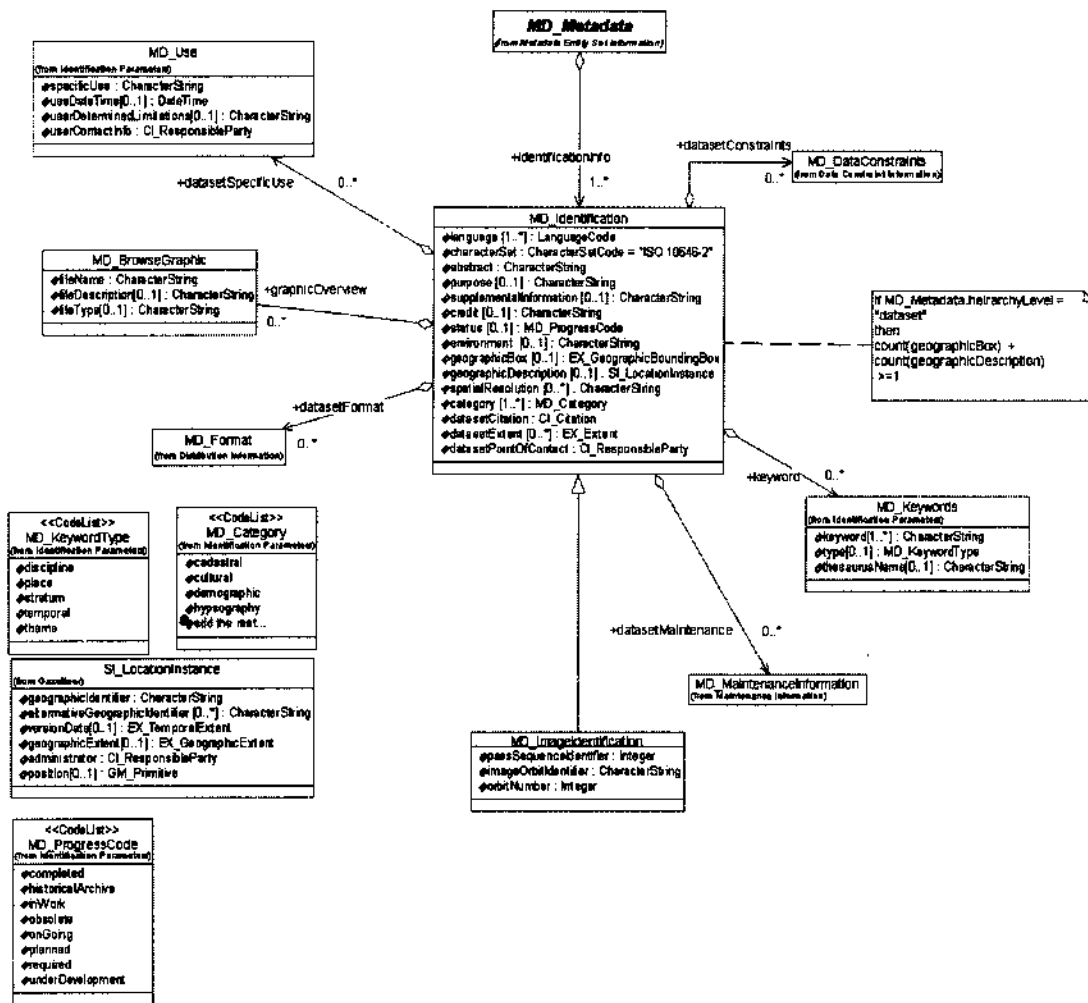 MD_Metadata
(from Metadata Entity Set Information)
MD_Use
(from Identification Parameters)
specificUse : CharacterString
useDateTime[0..1] : DateTime
userDeterminedLimitations[0..1] : CharacterString
userContactInfo : CI_ResponsibleParty
+identificationInfo
1..*
+datasetConstraints
0..*
MD_DataConstraints
(from Data Constraint Information)
+datasetSpecificUse
0..*
MD_Identification
language [1..*] : LanguageCode
characterSet : CharacterSetCode = "ISO 10646-2"
abstract : CharacterString
purpose [0..1] : CharacterString
supplementalInformation [0..1] : CharacterString
credit [0..1] : CharacterString
status [0..1] : MD_ProgressCode
environment [0..1] : CharacterString
geographicBox [0..1] : EX_GeographicBoundingBox
geographicDescription [0..1] : SI_LocationInstance
spatialResolution [0..*] : CharacterString
category [1..*] : MD_Category
datasetCitation : CI_Citation
datasetExtent [0..*] : EX_Extent
datasetPointOfContact : CI_ResponsibleParty
MD_BrowseGraphic
fileName : CharacterString
fileDescription[0..1] : CharacterString
fileType[0..1] : CharacterString
+graphicOverview
0..*
if MD_Metadata.heirarchyLevel =
"dataset"
then
count(geographicBox) +
count(geographicDescription)
>=1
+datasetFormat
0..*
MD_Format
(from Distribution Information)
+keyword
0..*
MD_Keywords
(from Identification Parameters)
keyword[1..*] : CharacterString
type[0..1] : MD_KeywordType
thesaurusName[0..1] : CharacterString
<<CodeList>>
MD_KeywordType
(from Identification Parameters)
discipline
place
stratum
temporal
theme
<<CodeList>>
MD_Category
(from Identification Parameters)
cadastral
cultural
demographic
hypsography
add the rest...
+datasetMaintenance
0..*
MD_MaintenanceInformation
(from Maintenance Information)
SI_LocationInstance
(from Gazetteer)
geographicIdentifier : CharacterString
alternativeGeographicIdentifier [0..*] : CharacterString
versionDate[0..1] : EX_TemporalExtent
geographicExtent[0..1] : EX_GeographicExtent
administrator : CI_ResponsibleParty
position[0..1] : GM_Primitive
MD_ImageIdentification
passSequenceIdentifier : Integer
imageOrbitIdentifier : CharacterString
orbitNumber : Integer
<<CodeList>>
MD_ProgressCode
(from Identification Parameters)
completed
historicalArchive
inWork
obsolete
onGoing
planned
required
underDevelopment